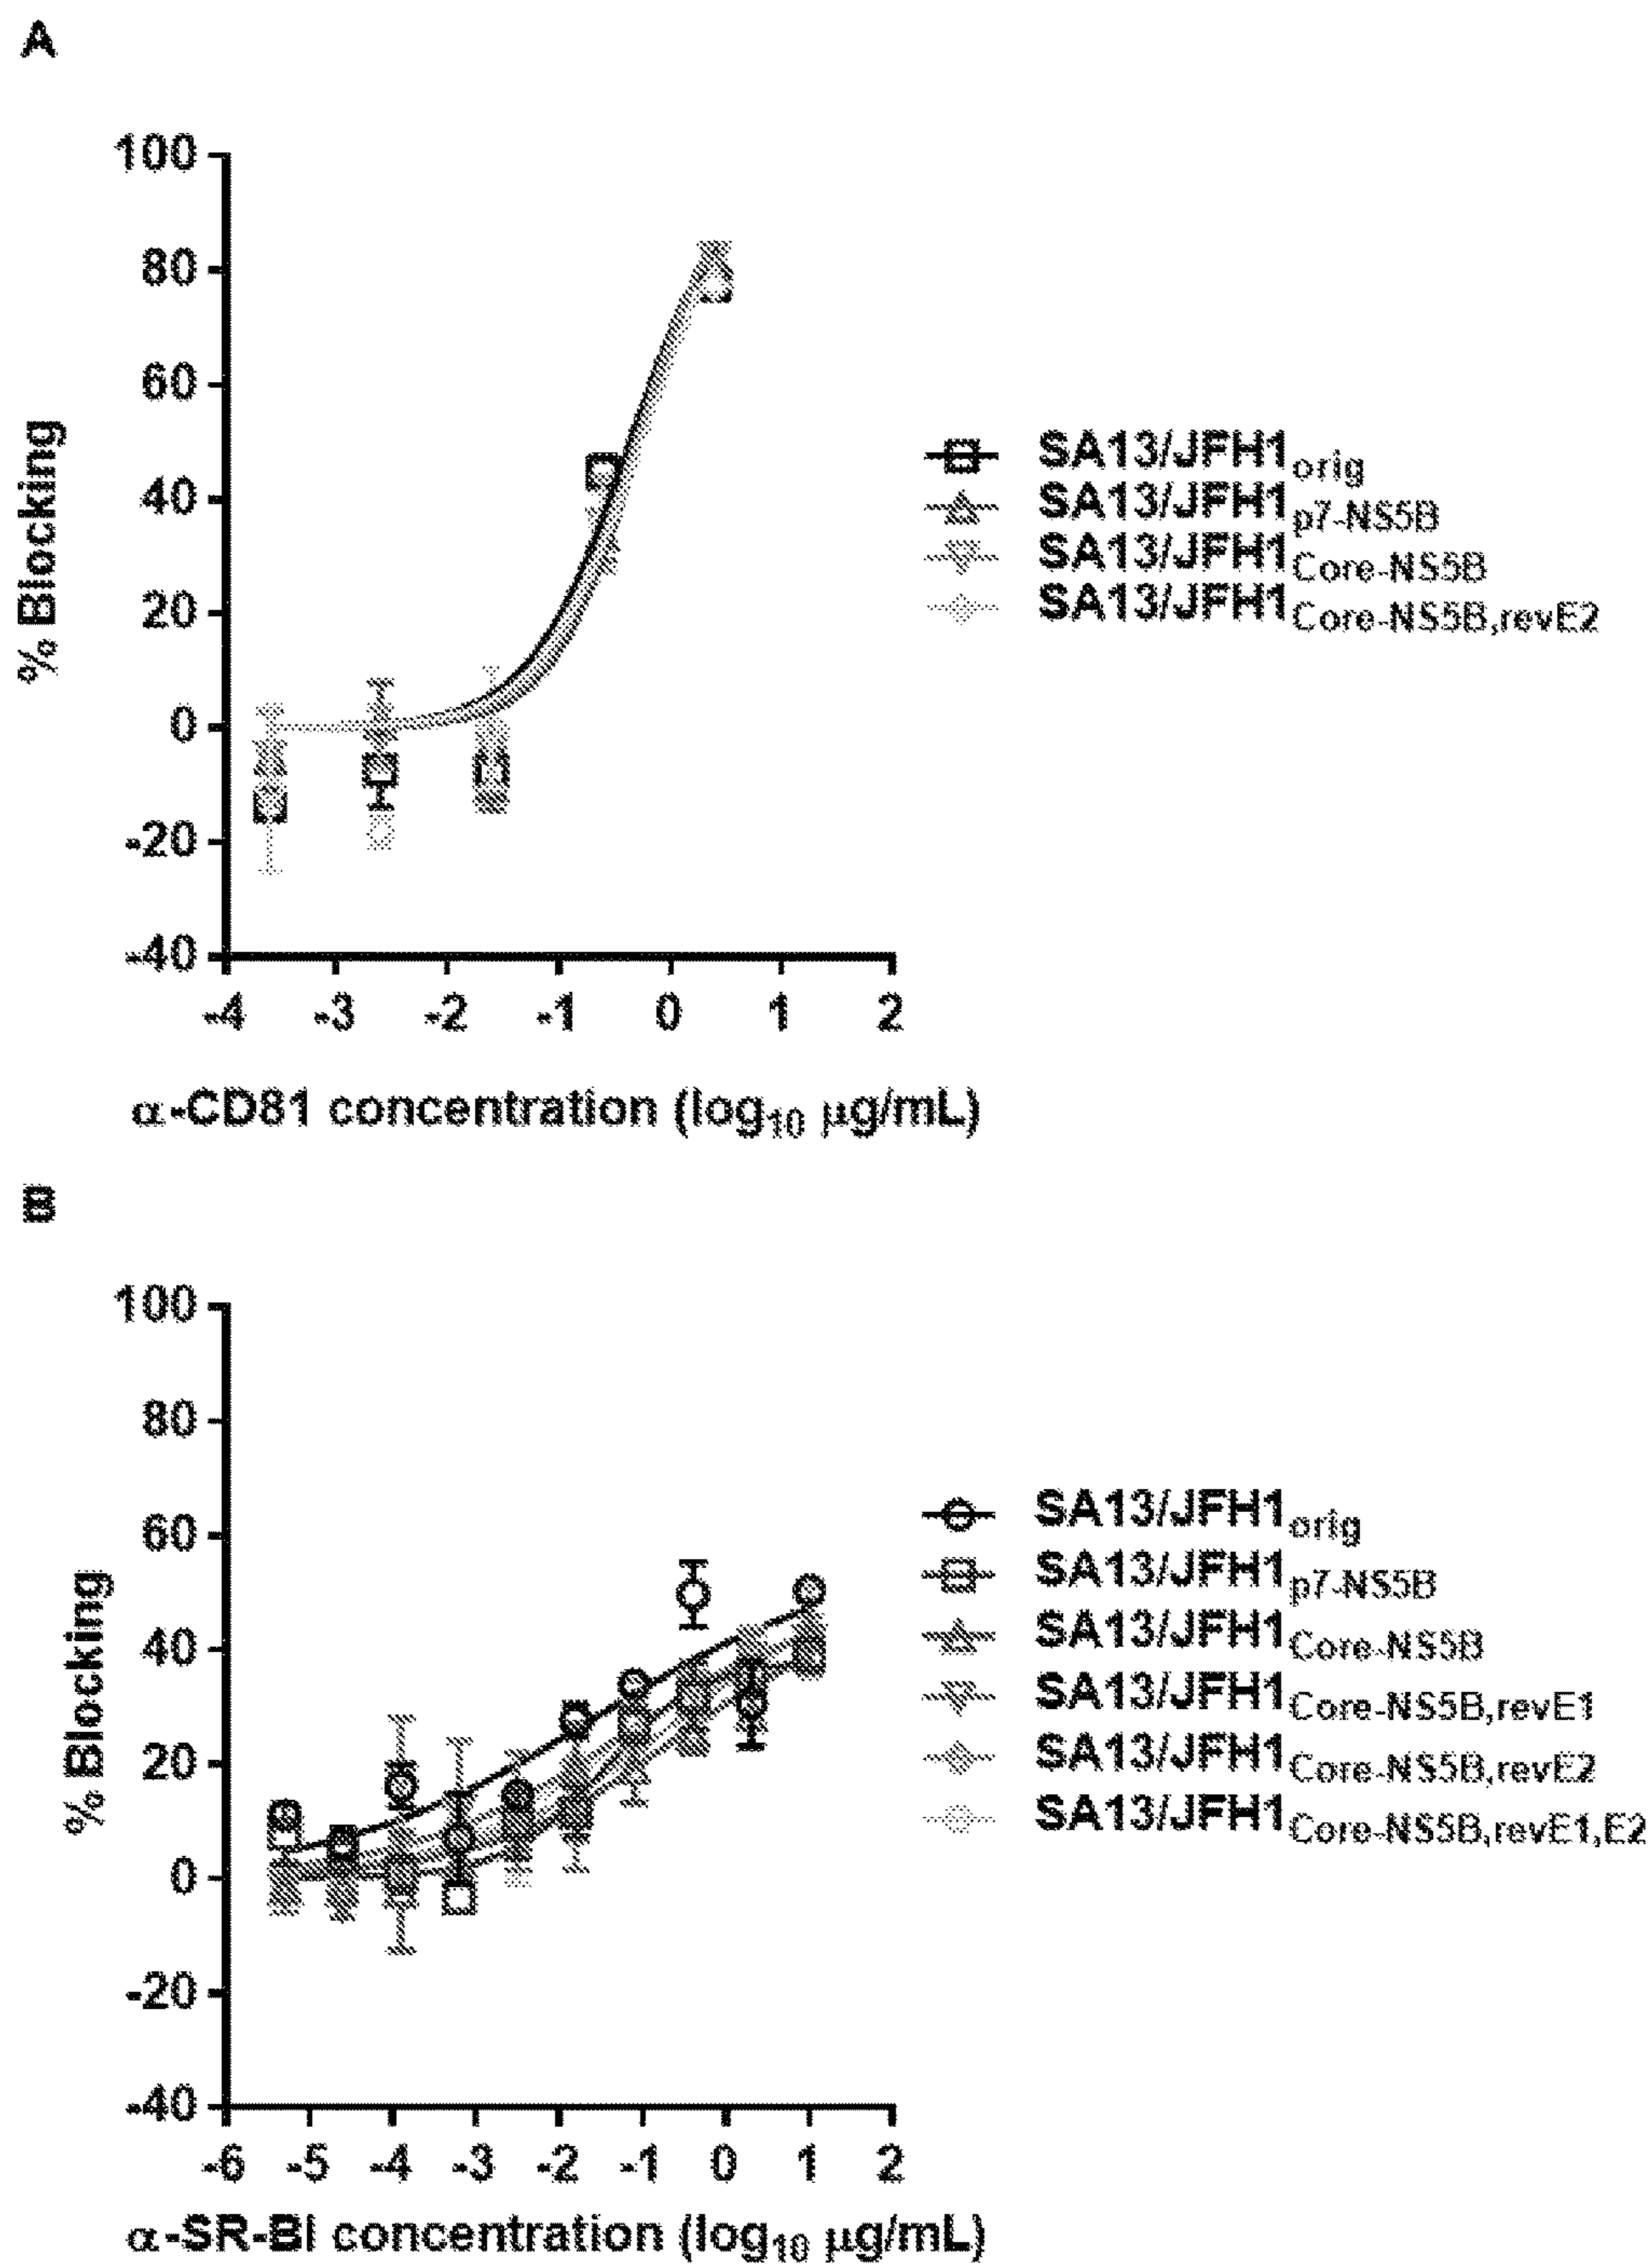 A
100
80
60
40
20
0
-20
-40
% Blocking
-4 -3 -2 -1 0 1 2
α-CD81 concentration (log10 μg/mL)
SA13/JFH1orig
SA13/JFH1p7-NS5B
SA13/JFH1Core-NS5B
SA13/JFH1Core-NS5B,revE2
B
100
80
60
40
20
0
-20
-40
% Blocking
-6 -5 -4 -3 -2 -1 0 1 2
α-SR-BI concentration (log10 μg/mL)
SA13/JFH1orig
SA13/JFH1p7-NS5B
SA13/JFH1Core-NS5B
SA13/JFH1Core-NS5B,revE1
SA13/JFH1Core-NS5B,revE2
SA13/JFH1Core-NS5B,revE1,E2